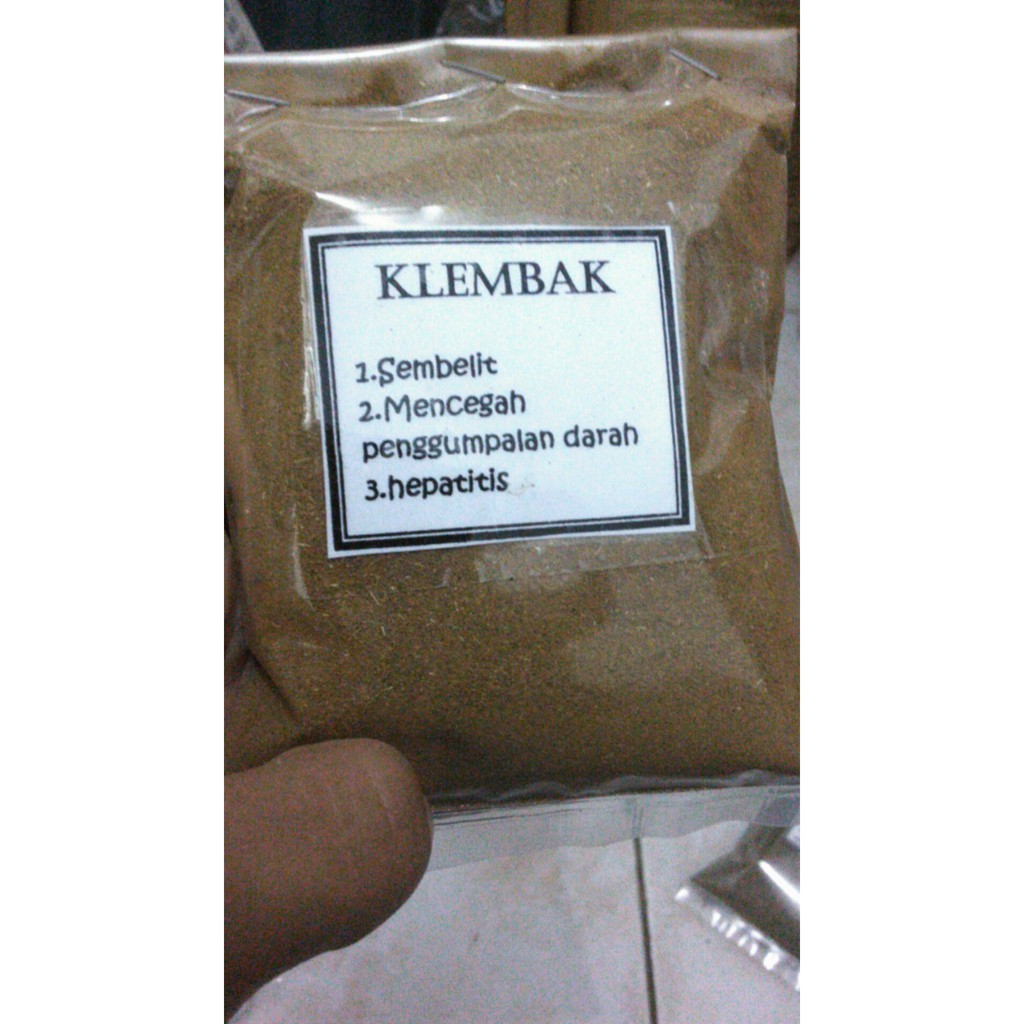 KLEMBAK
1.Sembelit
2.Mencegah
penggumpalan darah
3.hepatitis